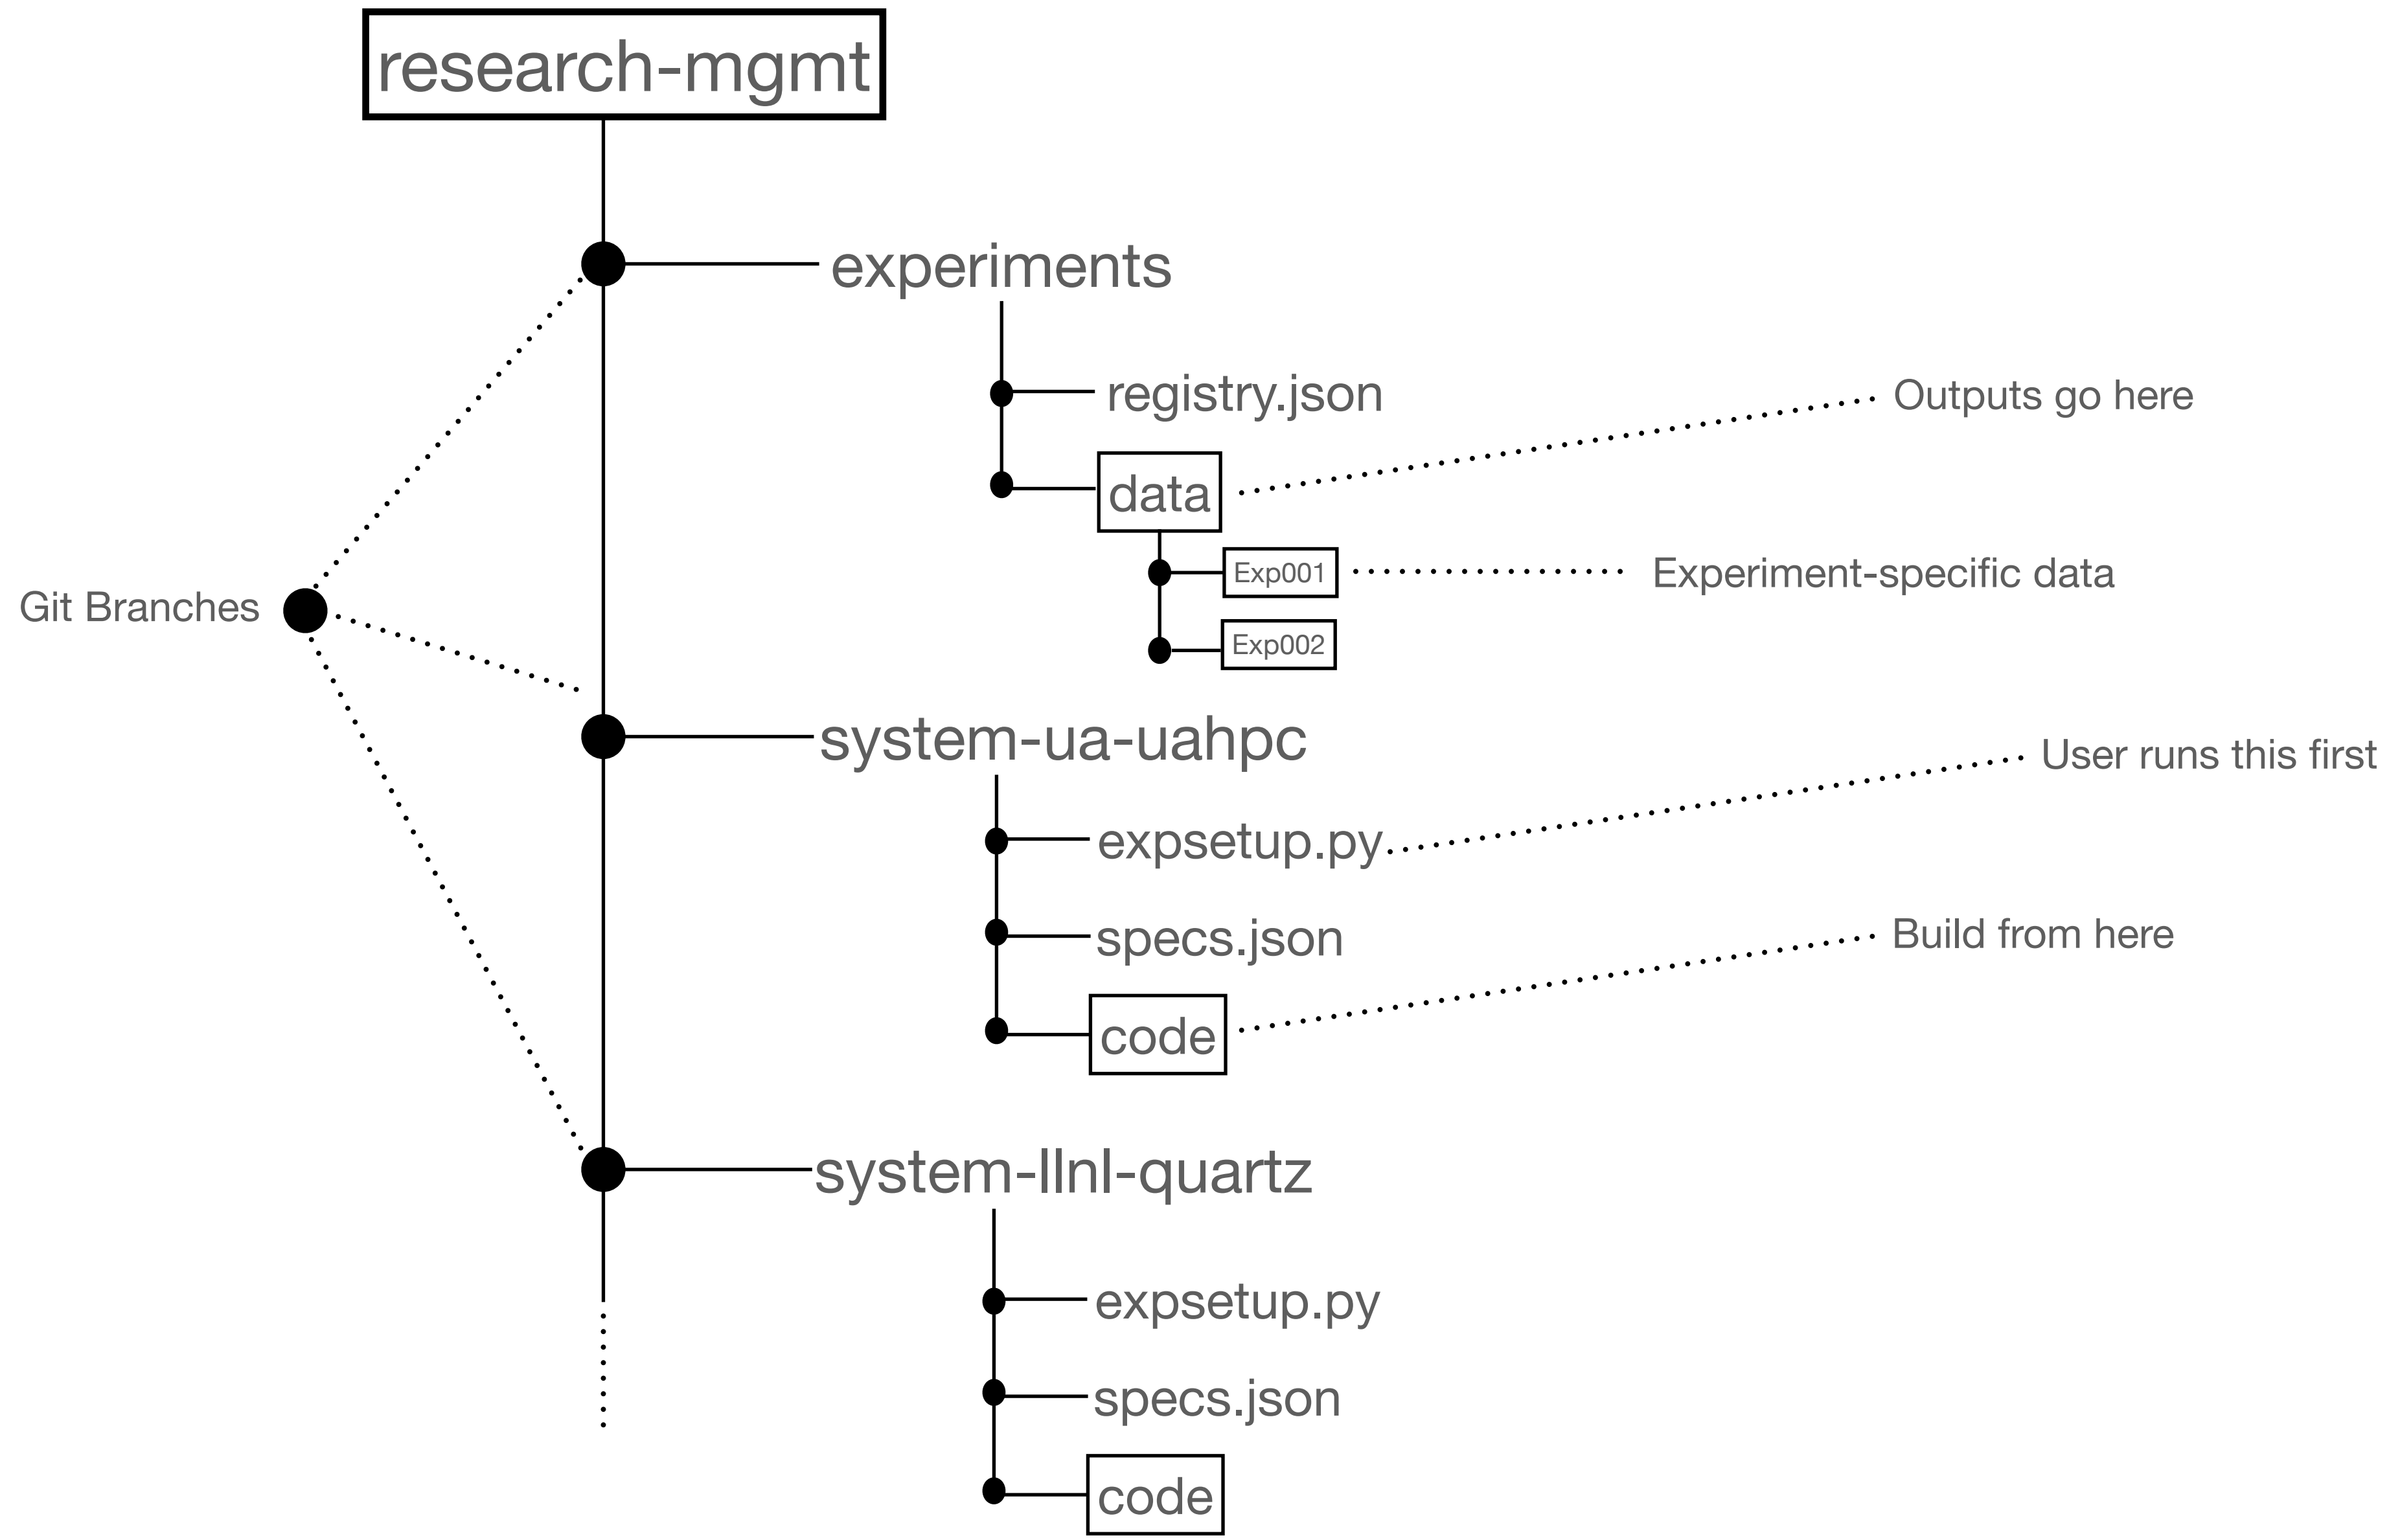 research-mgmt
experiments
registry.json
Outputs go here
data
Exp001
Experiment-specific data
Git Branches
Exp002
system-ua-uahpc
User runs this first
expsetup.py
specs.json
Build from here
code
system-llnl-quartz
expsetup.py
specs.json
code